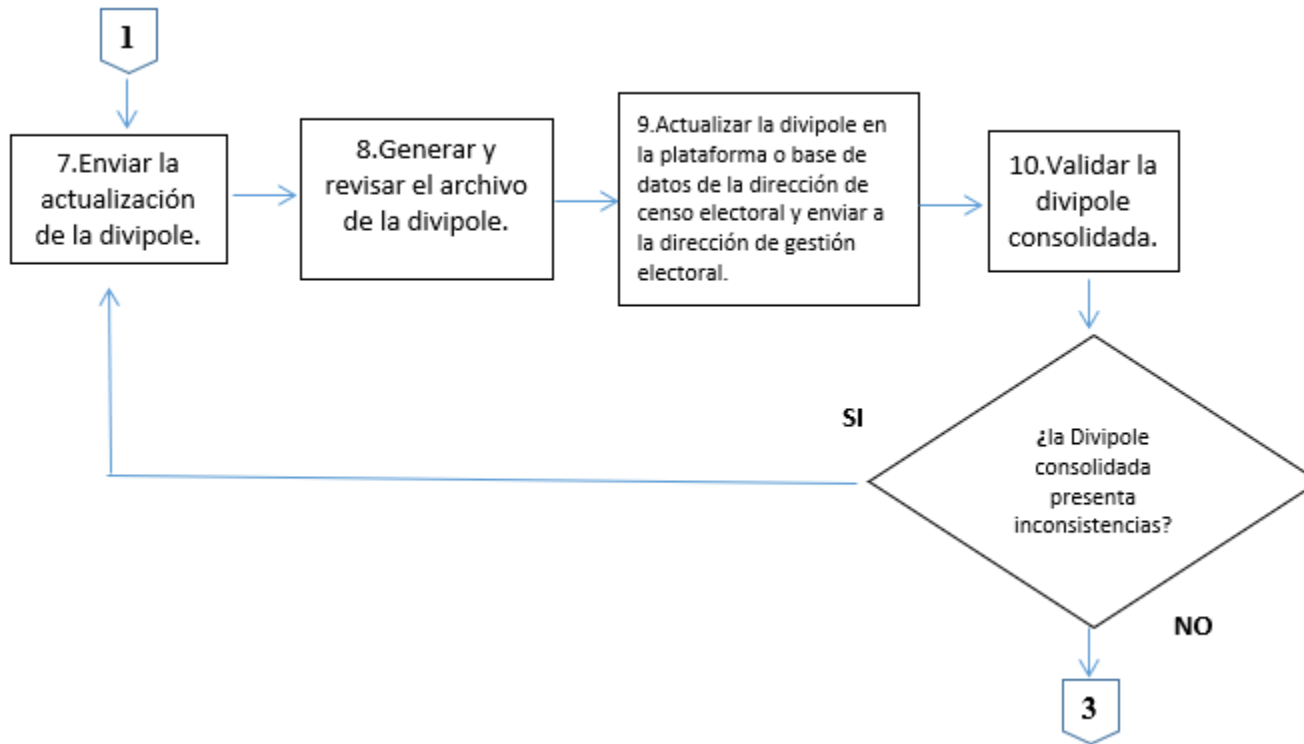 1
7.Enviar la
actualización
de la divipole.
8.Generar y
revisar el archivo
de la divipole.
9.Actualizar la divipole en
la plataforma o base de
datos de la dirección de
censo electoral y enviar a
la dirección de gestión
electoral.
10.Validar la
divipole
consolidada.
SI
¿la Divipole
consolidada
presenta
inconsistencias?
NO
3